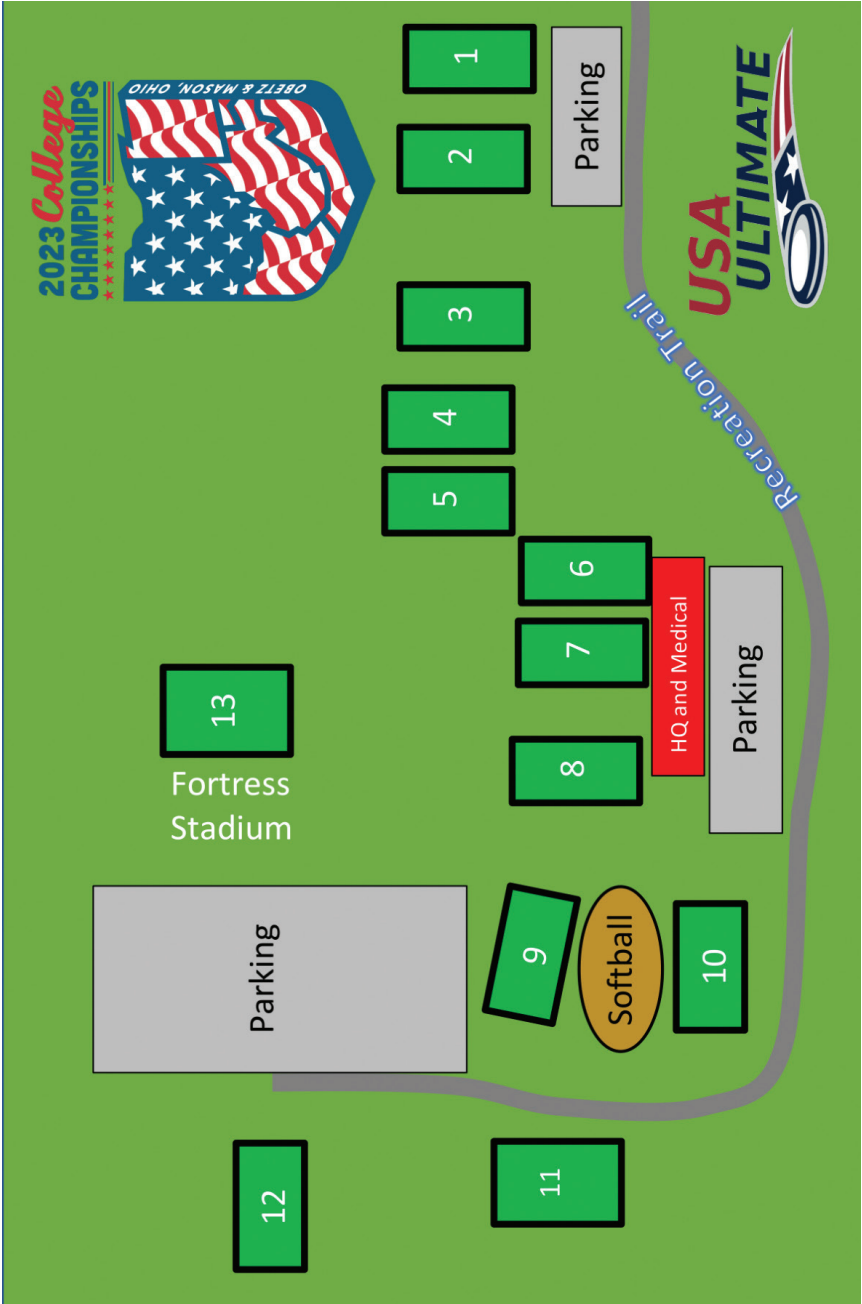 2023 College
CHAMPIONSHIPS
OBETZ & MASON, OHIO
USA
ULTIMATE
Recreation Trail
1
Parking
2
3
4
5
6
7
8
HQ and Medical
Parking
13
Fortress
Stadium
Parking
9
Softball
10
11
12